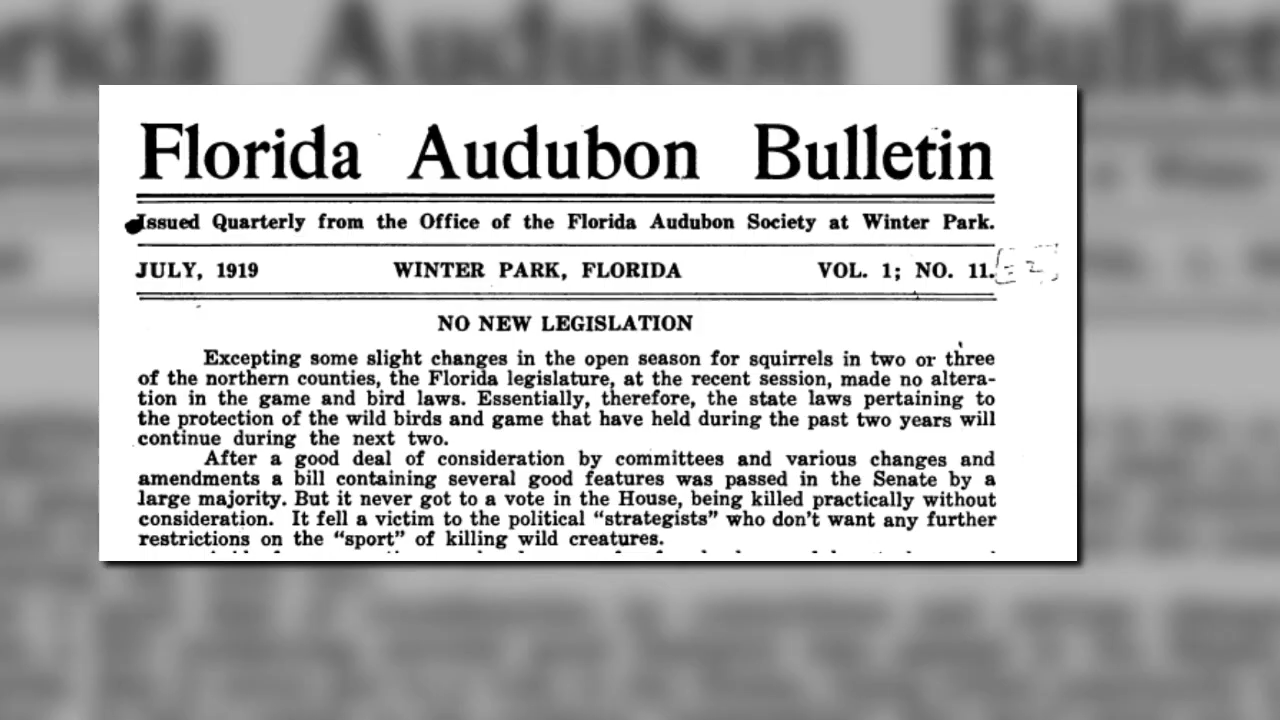 Florida Audubon Bulletin
Issued Quarterly from the Office of the Florida Audubon Society at Winter Park.
JULY, 1919 WINTER PARK, FLORIDA VOL. 1; NO. 11.
NO NEW LEGISLATION
Excepting some slight changes in the open season for squirrels in two or three
of the northern counties, the Florida legislature, at the recent session, made no altera-
tion in the game and bird laws. Essentially, therefore, the state laws pertaining to
the protection of the wild birds and game that have held during the past two years will
continue during the next two.
After a good deal of consideration by committees and various changes and
amendments a bill containing several good features was passed in the Senate by a
large majority. But it never got to a vote in the House, being killed practically without
consideration. It fell a victim to the political “strategists” who don't want any further
restrictions on the “sport” of killing wild creatures.